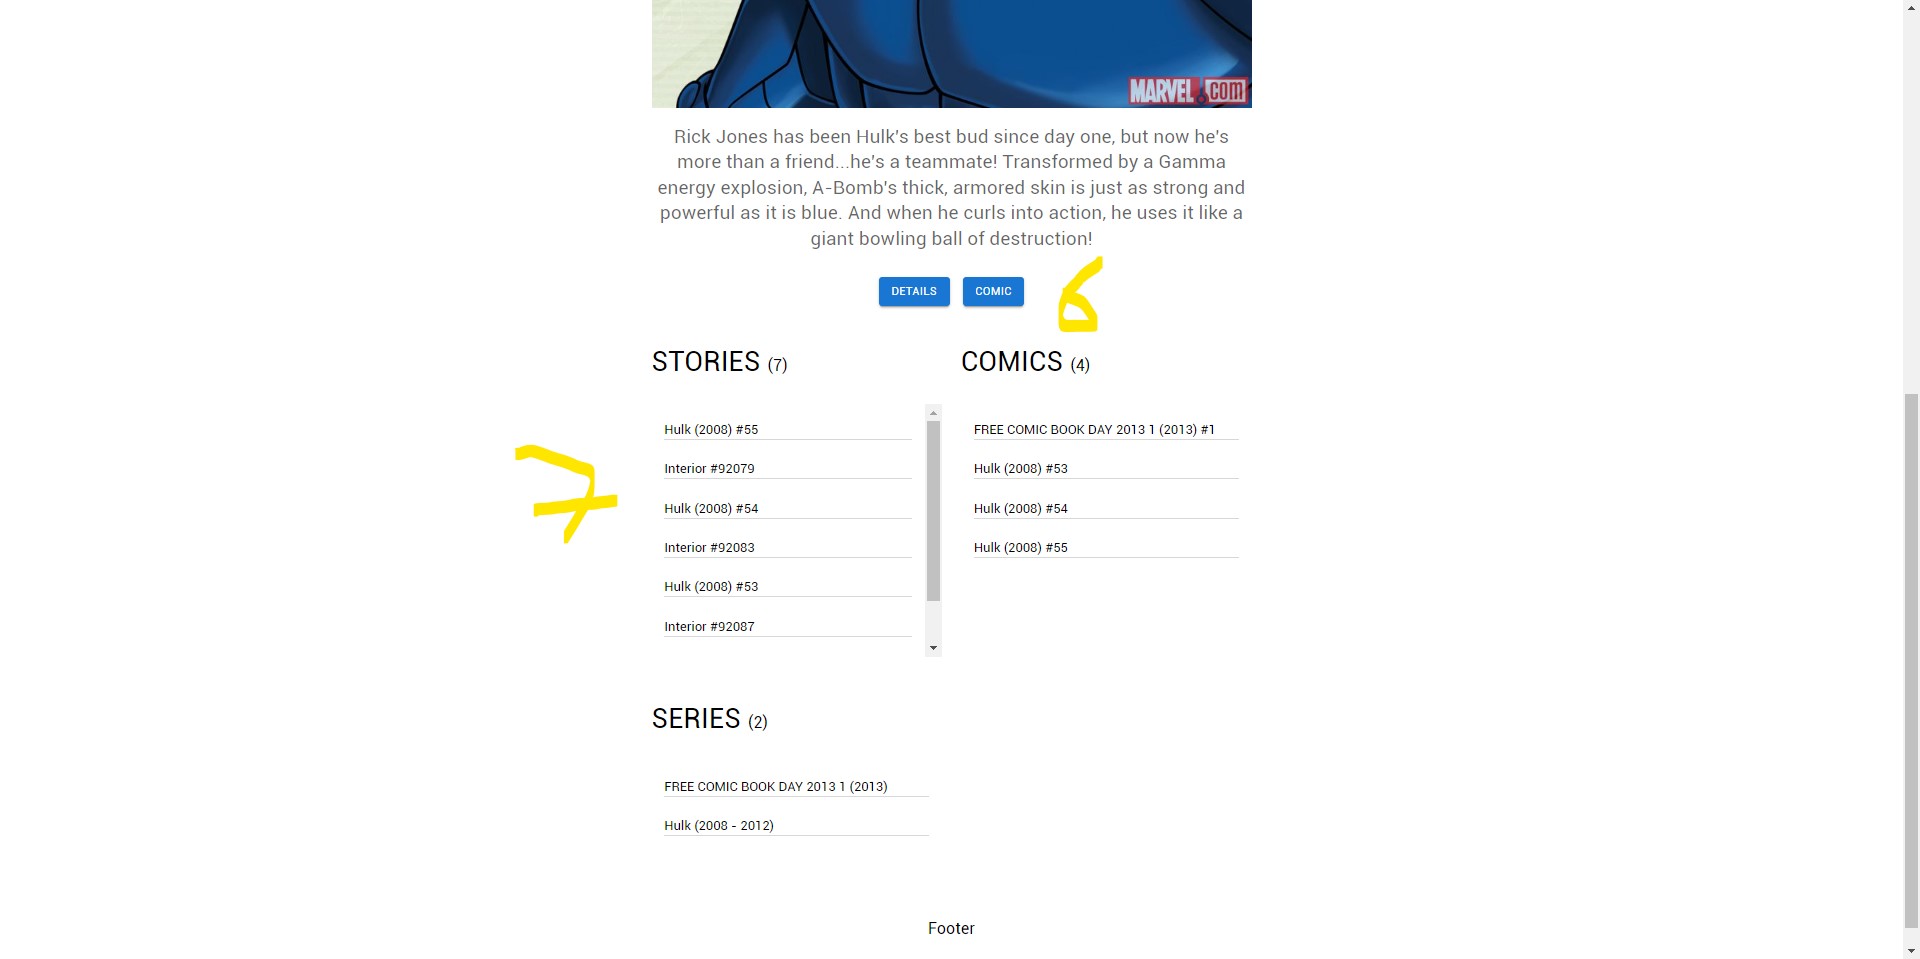 MARVEL.com
Rick Jones has been Hulk's best bud since day one, but now he's
more than a friend...he's a teammate! Transformed by a Gamma
energy explosion, A-Bomb's thick, armored skin is just as strong and
powerful as it is blue. And when he curls into action, he uses it like a
giant bowling ball of destruction!
DETAILS COMIC
6
STORIES (7)
Hulk (2008) #55
Interior #92079
Hulk (2008) #54
Interior #92083
Hulk (2008) #53
Interior #92087
7
COMICS (4)
FREE COMIC BOOK DAY 2013 1 (2013) #1
Hulk (2008) #53
Hulk (2008) #54
Hulk (2008) #55
SERIES (2)
FREE COMIC BOOK DAY 2013 1 (2013)
Hulk (2008 - 2012)
Footer